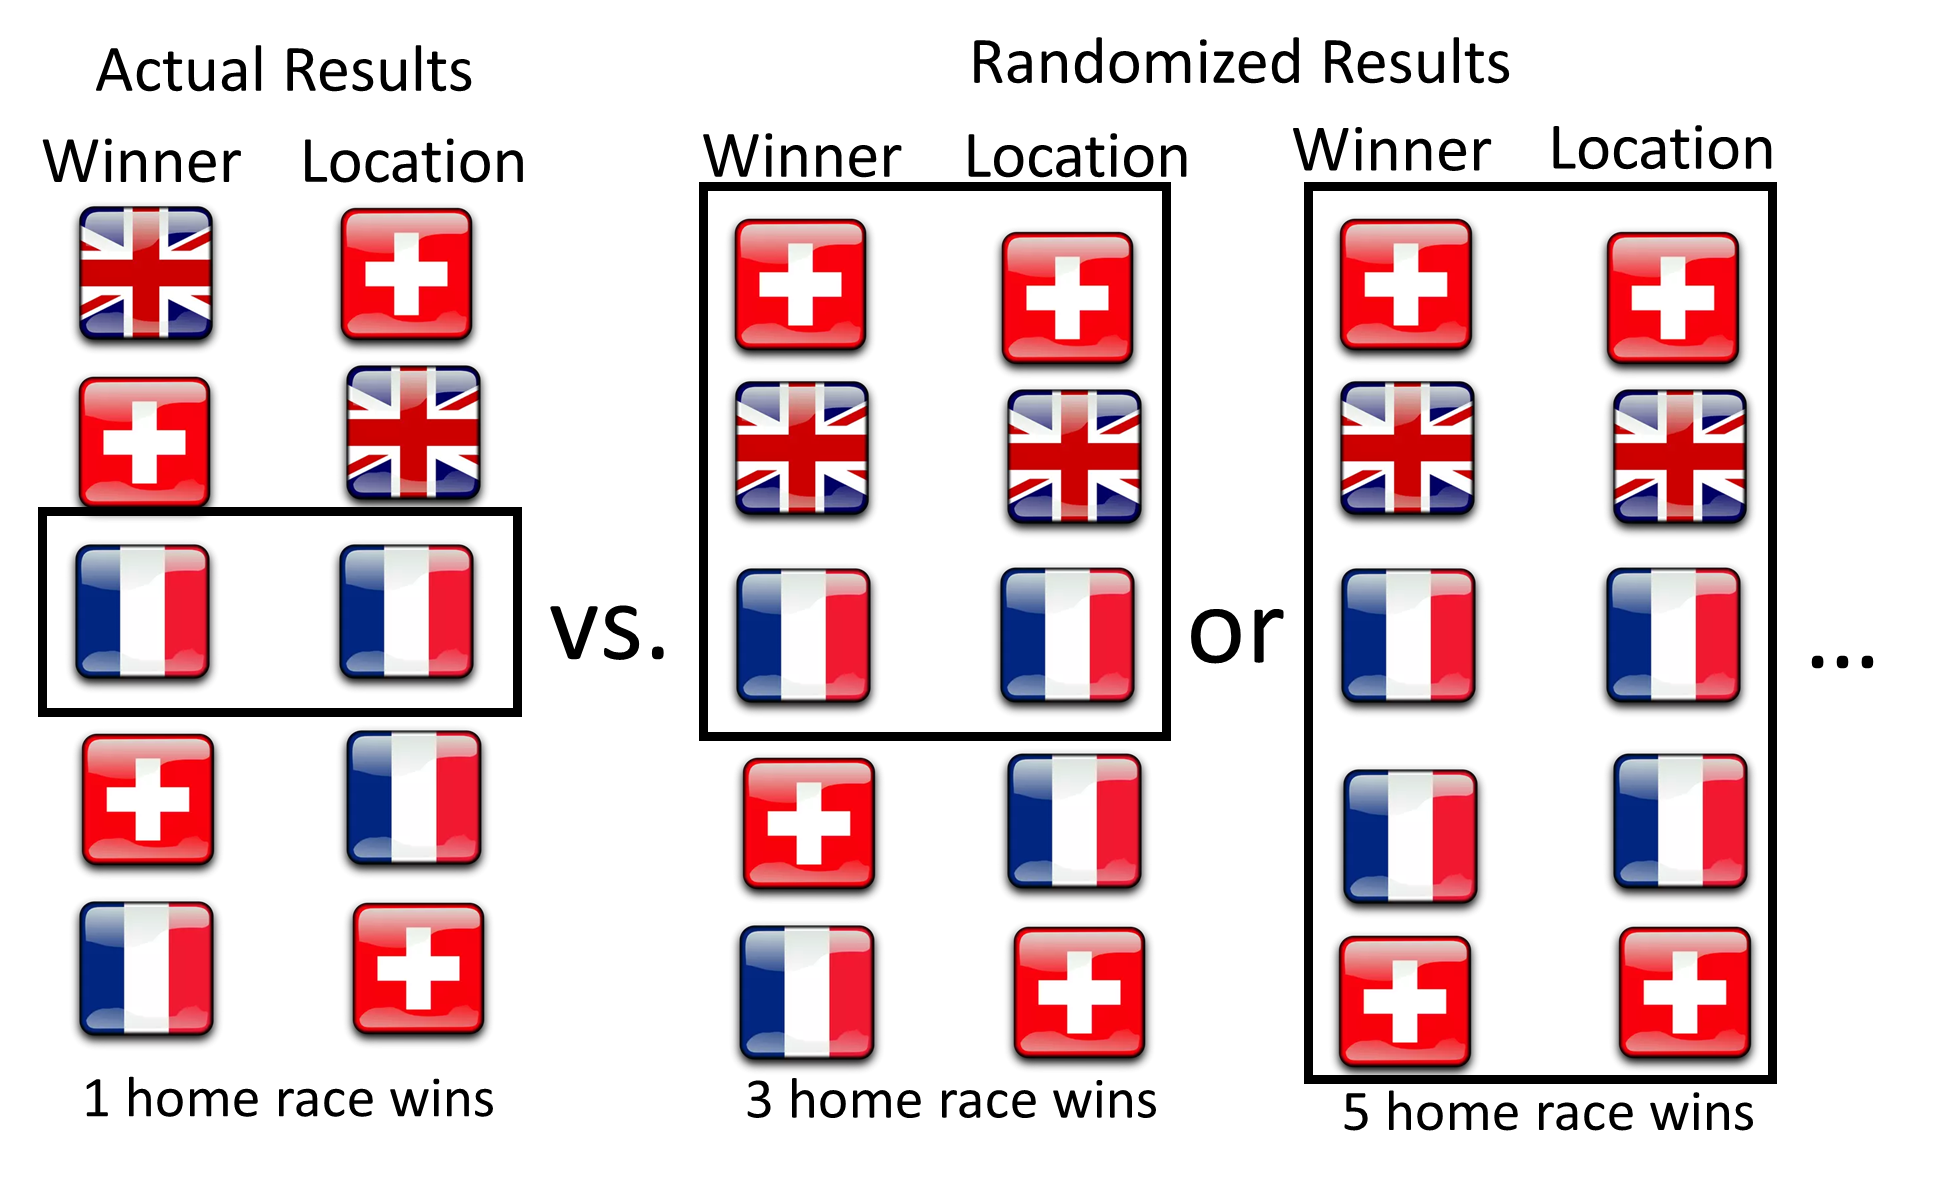 Actual Results
Randomized Results
Winner Location
Winner Location
Winner Location
vs.
or
...
1 home race wins
3 home race wins
5 home race wins